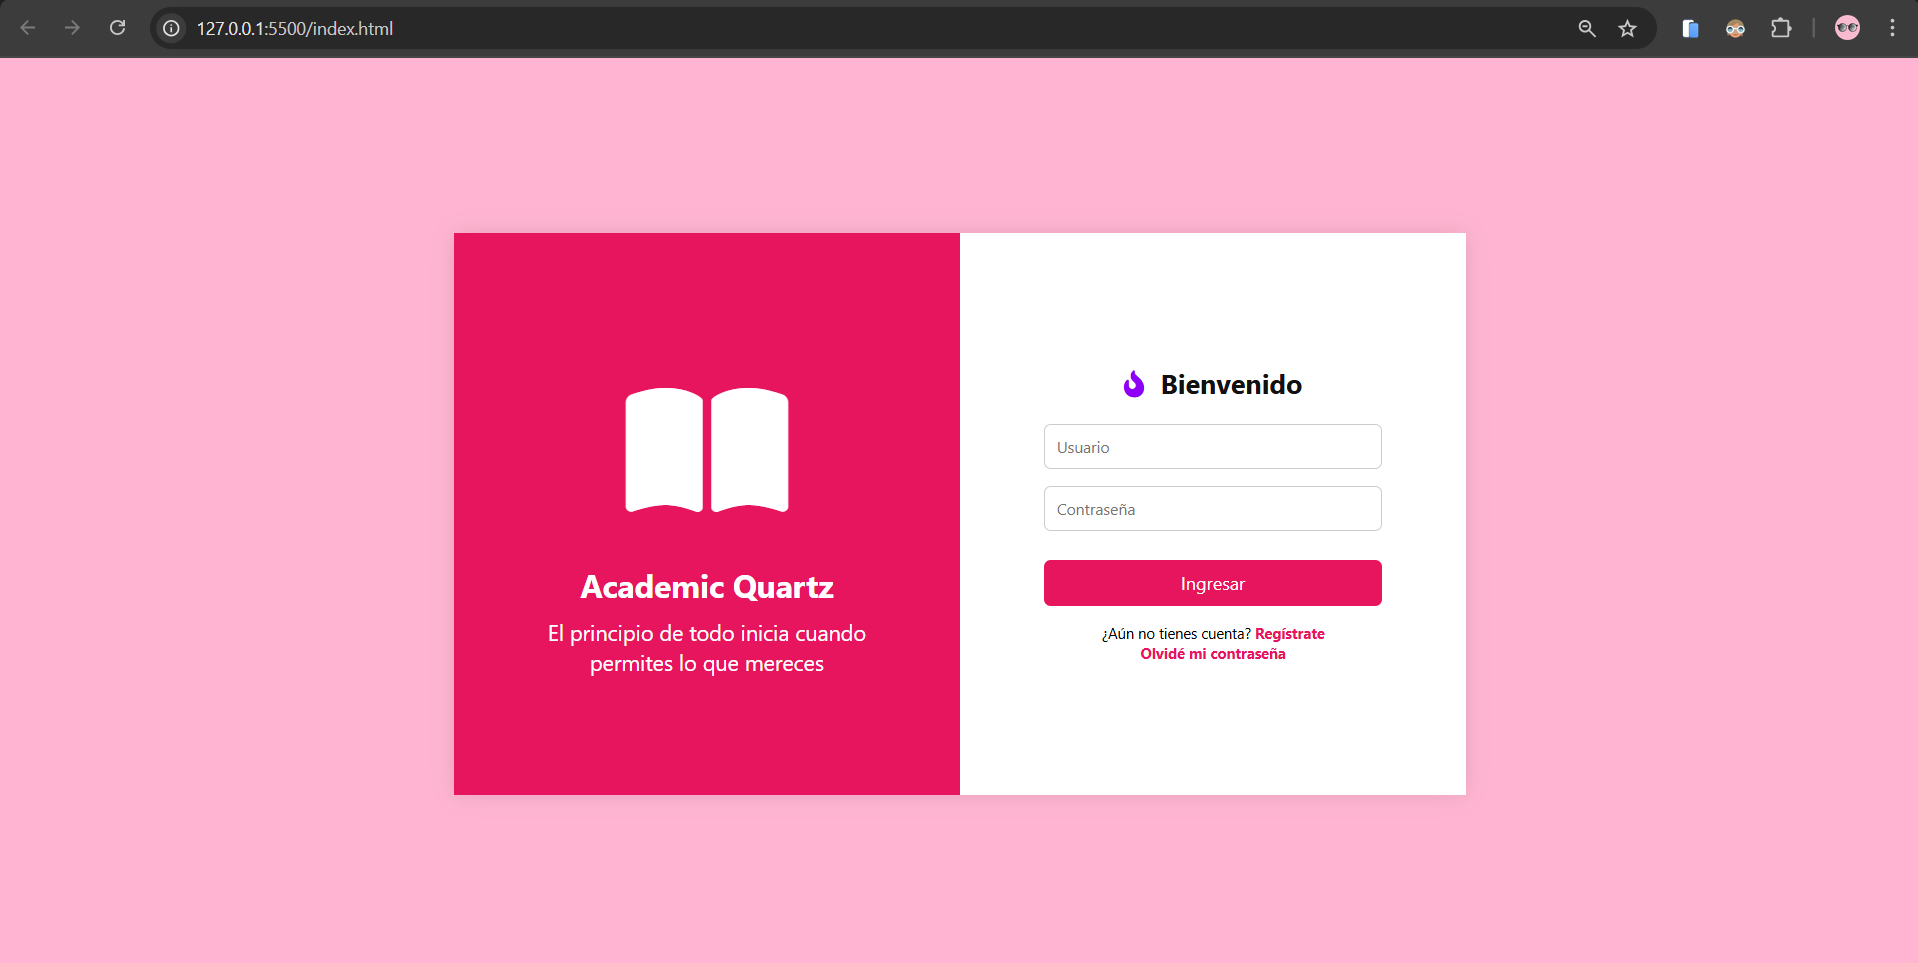 127.0.0.1:5500/index.html
Academic Quartz
El principio de todo inicia cuando
permites lo que mereces
Bienvenido
Usuario
Contraseña
Ingresar
¿Aún no tienes cuenta? Regístrate
Olvidé mi contraseña